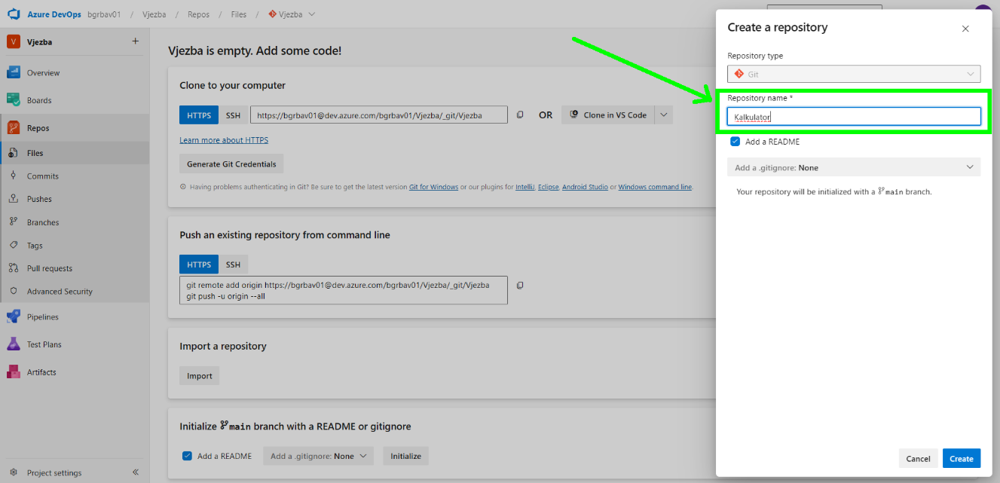 Azure DevOps bgrbav01 / Vjezba / Repos / Files / Vjezba
V Vjezba +
Overview
Boards
Repos
Files
Commits
Pushes
Branches
Tags
Pull requests
Advanced Security
Pipelines
Test Plans
Artifacts
Project settings
Vjezba is empty. Add some code!
Clone to your computer
HTTPS SSH https://bgrbav01@dev.azure.com/bgrbav01/Vjezba/_git/Vjezba OR Clone in VS Code
Learn more about HTTPS
Generate Git Credentials
Having problems authenticating in Git? Be sure to get the latest version Git for Windows or our plugins for IntelliJ, Eclipse, Android Studio or Windows command line.
Push an existing repository from command line
HTTPS SSH
git remote add origin https://bgrbav01@dev.azure.com/bgrbav01/Vjezba/_git/Vjezba
git push -u origin --all
Import a repository
Import
Initialize main branch with a README or gitignore
Add a README Add a .gitignore: None Initialize
Create a repository
Repository type
Git
Repository name *
Kalkulator
Add a README
Add a .gitignore: None
Your repository will be initialized with a main branch.
Cancel Create